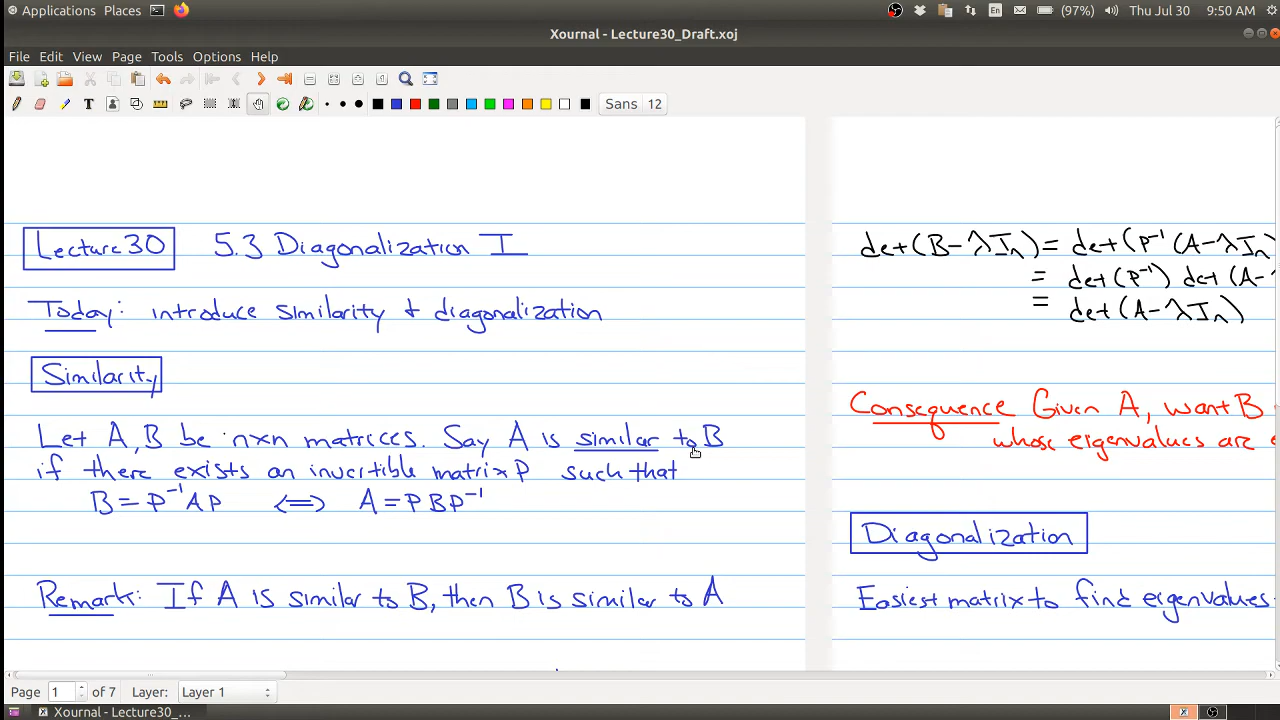 Applications Places (97%) Thu Jul 30 9:50 AM
Xournal - Lecture30_Draft.xoj
File Edit View Page Tools Options Help
Sans 12
Lecture 30 5.3 Diagonalization I
Today: introduce similarity + diagonalization
Similarity
Let A, B be n×n matrices. Say A is similar to B
if there exists an invertible matrix P such that
B = P⁻¹AP ⟺ A = PBP⁻¹
Remark: If A is similar to B, then B is similar to A
det(B-λIₙ) = det(P⁻¹(A-λIₙ)
= det(P⁻¹) det(A-
= det(A-λIₙ)
Consequence Given A, want B
whose eigenvalues are
Diagonalization
Easiest matrix to find eigenvalues
Page 1 of 7 Layer: Layer 1
Xournal - Lecture30_...